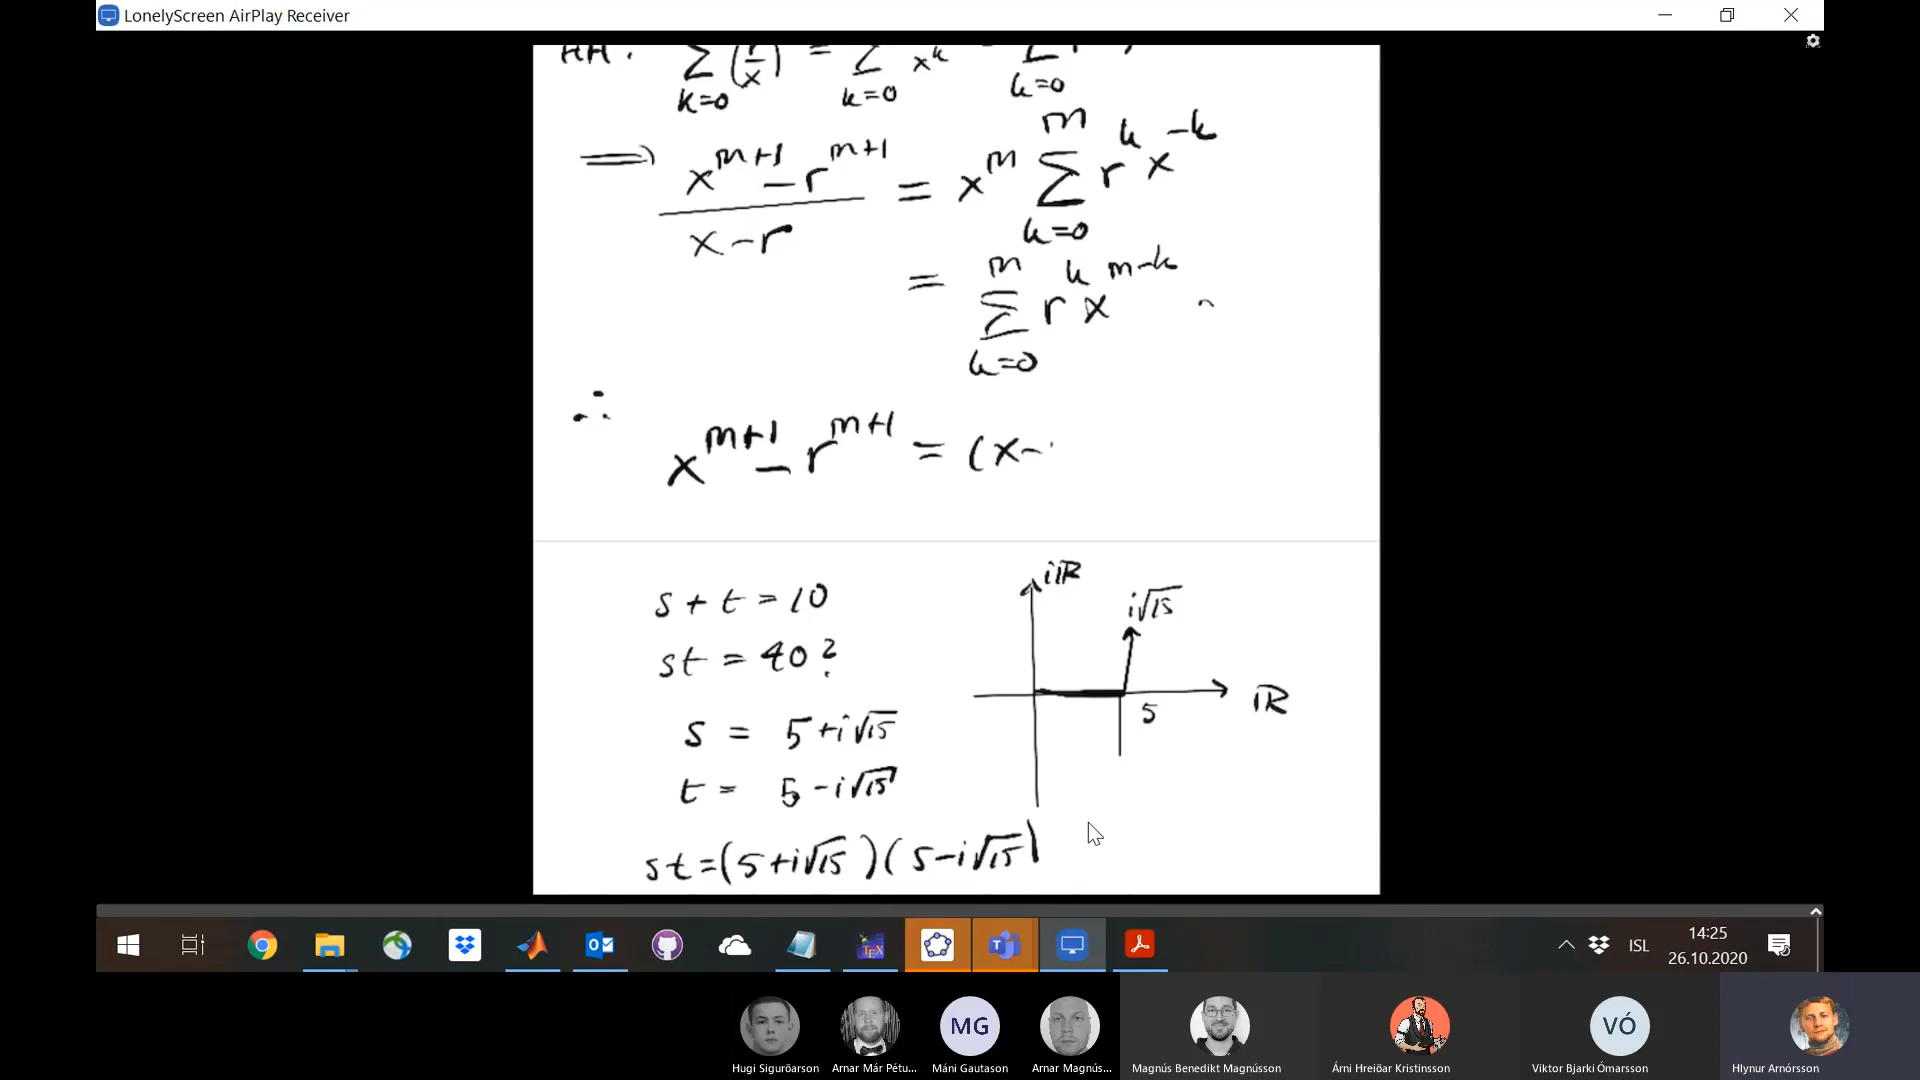 LonelyScreen AirPlay Receiver
∑_{k=0} (r/x) = ∑_{k=0} x^k
⟹ (x^{m+1} - r^{m+1})/(x-r) = x^m ∑_{k=0}^{m} r^k x^{-k}
= ∑_{k=0}^{m} r^k x^{m-k}
∴
x^{m+1} - r^{m+1} = (x-
s + t = 10
st = 40?
s = 5+i√15
t = 5-i√15
st=(5+i√15)(5-i√15)
iℝ
i√15
5
ℝ
ISL
14:25
26.10.2020
MG
VÓ
Hugi Sigurðarson
Arnar Már Pétu...
Máni Gautason
Arnar Magnús...
Magnús Benedikt Magnússon
Árni Hreiðar Kristinsson
Viktor Bjarki Ómarsson
Hlynur Arnórsson